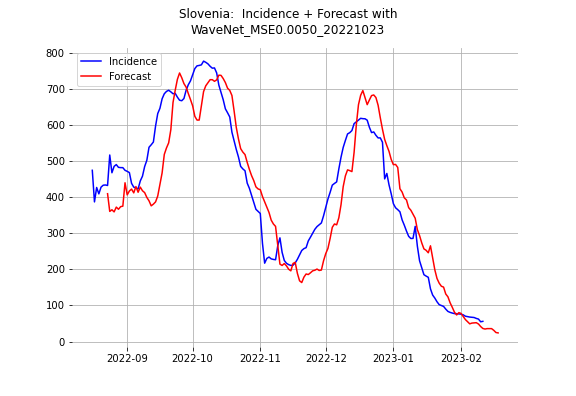 Slovenia:  Incidence + Forecast with
WaveNet_MSE0.0050_20221023
Incidence
Forecast
800
700
600
500
400
300
200
100
0
2022-09 2022-10 2022-11 2022-12 2023-01 2023-02